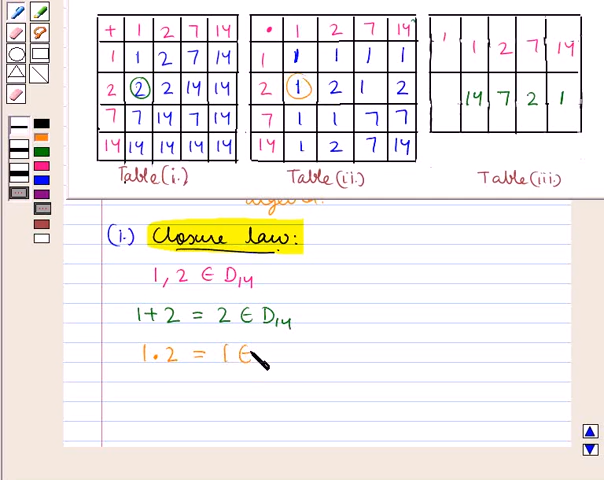 + 1 2 7 14
1 1 2 7 14
2 2 2 14 14
7 7 14 7 14
14 14 14 14 14
Table (i.)
• 1 2 7 14
1 1 1 1 1
2 1 2 1 2
7 1 1 7 7
14 1 2 7 14
Table (ii.)
' 1 2 7 14
14 7 2 1
Table (iii.)
algebra.
(i.) Closure law:
1, 2 ∈ D₁₄
1 + 2 = 2 ∈ D₁₄
1 • 2 = 1 ∈